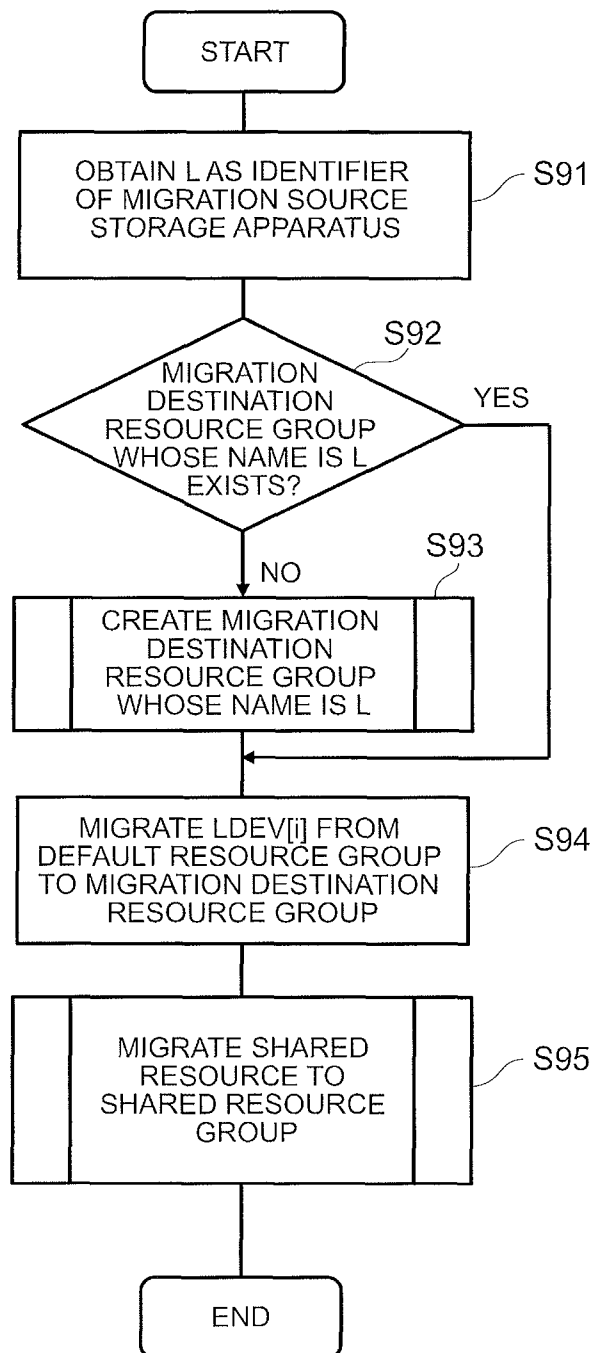 START
OBTAIN L AS IDENTIFIER
OF MIGRATION SOURCE
STORAGE APPARATUS
S91
S92
MIGRATION
DESTINATION
RESOURCE GROUP
WHOSE NAME IS L
EXISTS?
YES
NO
S93
CREATE MIGRATION
DESTINATION
RESOURCE GROUP
WHOSE NAME IS L
MIGRATE LDEV[i] FROM
DEFAULT RESOURCE GROUP
TO MIGRATION DESTINATION
RESOURCE GROUP
S94
MIGRATE SHARED
RESOURCE TO
SHARED RESOURCE
GROUP
S95
END